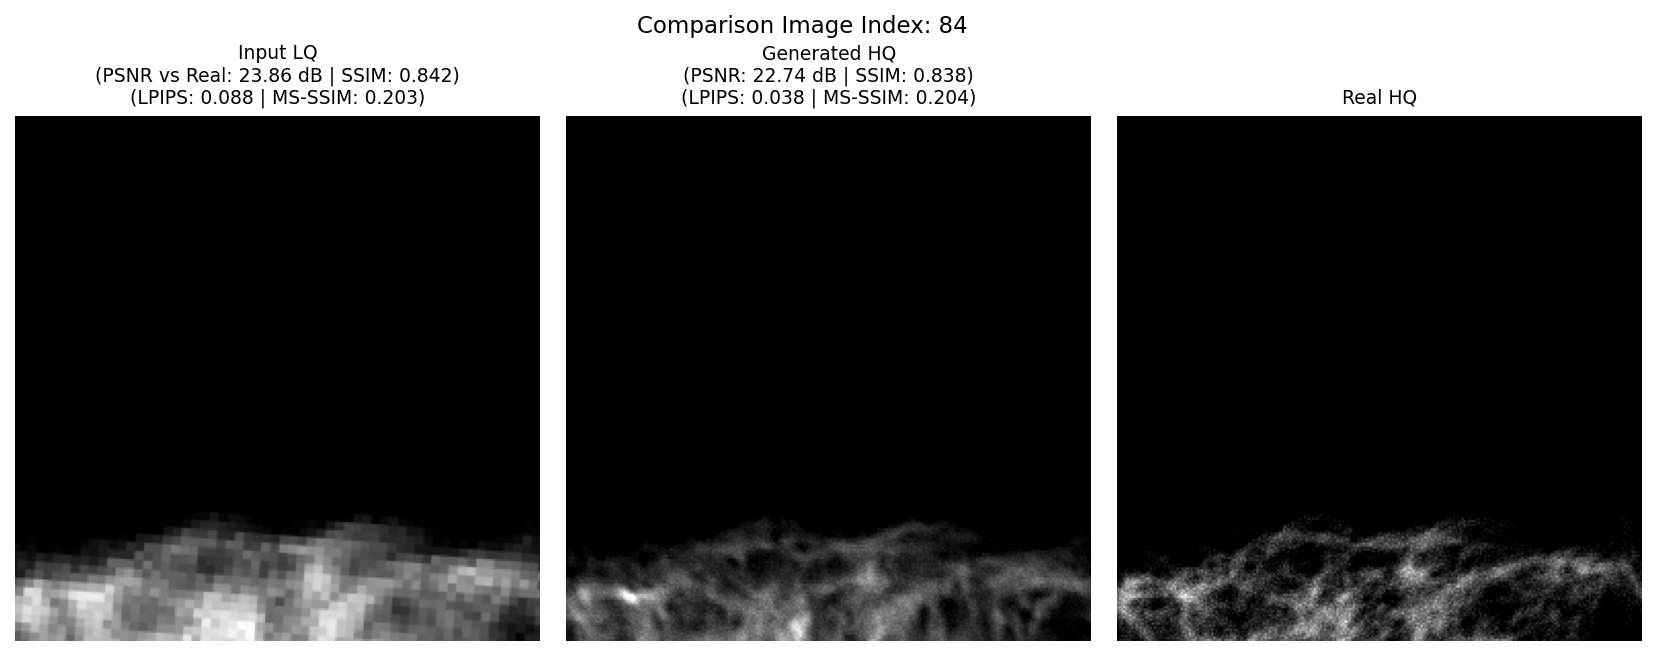 Comparison Image Index: 84
Input LQ
(PSNR vs Real: 23.86 dB | SSIM: 0.842)
(LPIPS: 0.088 | MS-SSIM: 0.203)
Generated HQ
(PSNR: 22.74 dB | SSIM: 0.838)
(LPIPS: 0.038 | MS-SSIM: 0.204)
Real HQ